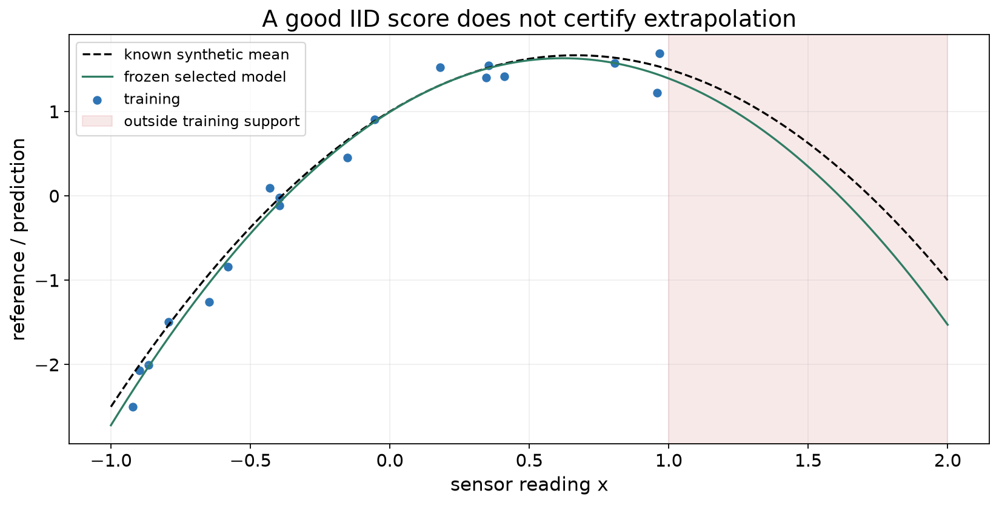 A good IID score does not certify extrapolation
known synthetic mean
frozen selected model
training
outside training support
reference / prediction
1
0
−1
−2
−1.0
−0.5
0.0
0.5
1.0
1.5
2.0
sensor reading x